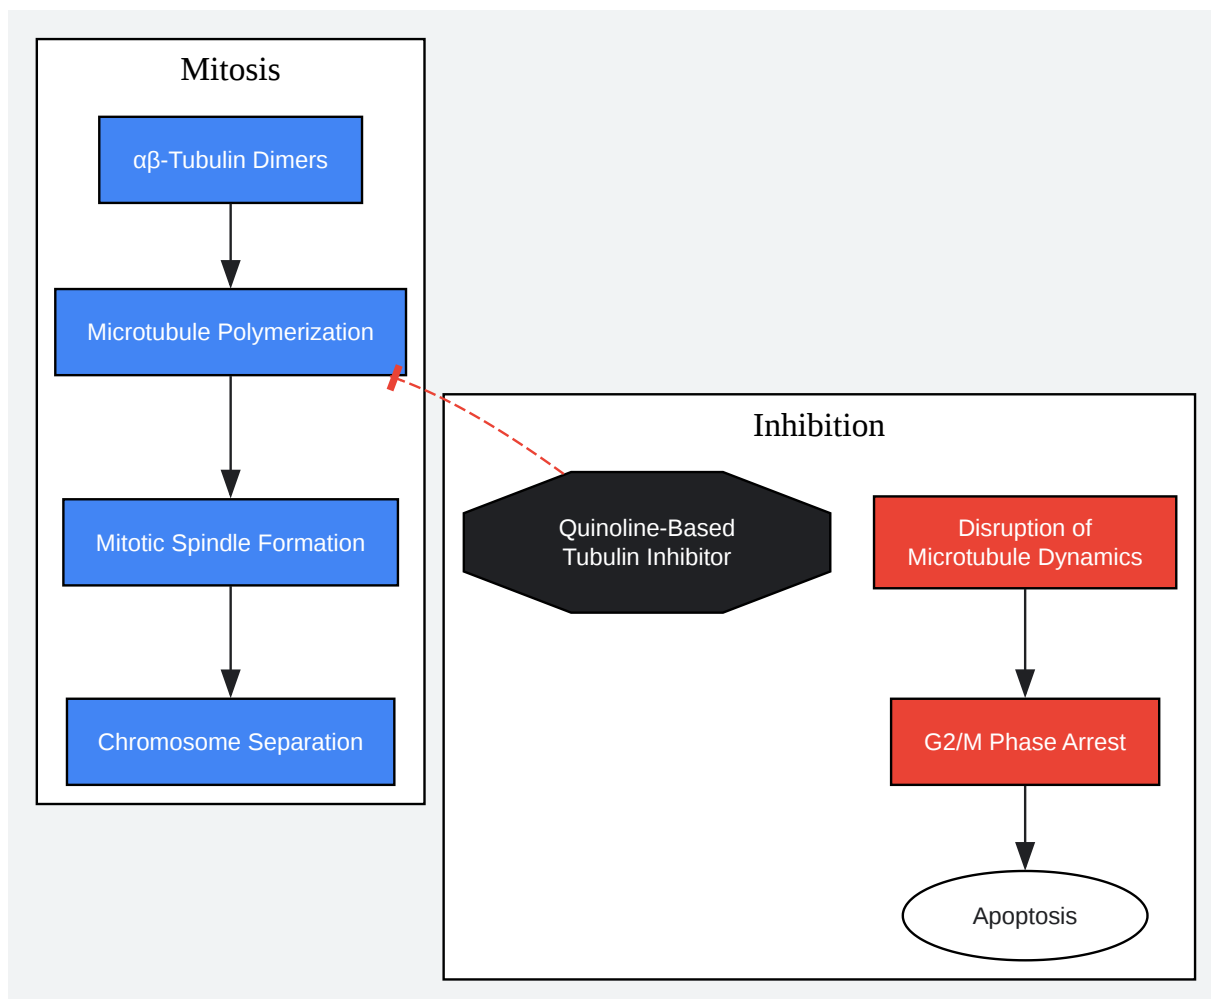 Mitosis
αβ-Tubulin Dimers
Microtubule Polymerization
Mitotic Spindle Formation
Chromosome Separation
Inhibition
Quinoline-Based
Tubulin Inhibitor
Disruption of
Microtubule Dynamics
G2/M Phase Arrest
Apoptosis